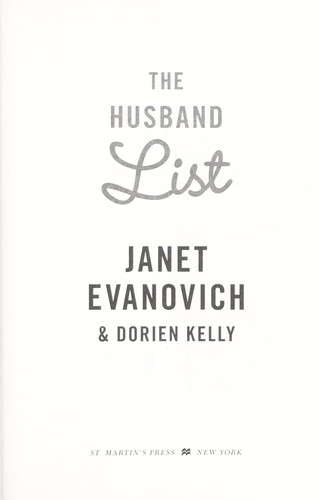 THE
HUSBAND
List
JANET
EVANOVICH
& DORIEN KELLY
ST. MARTIN'S PRESS NEW YORK